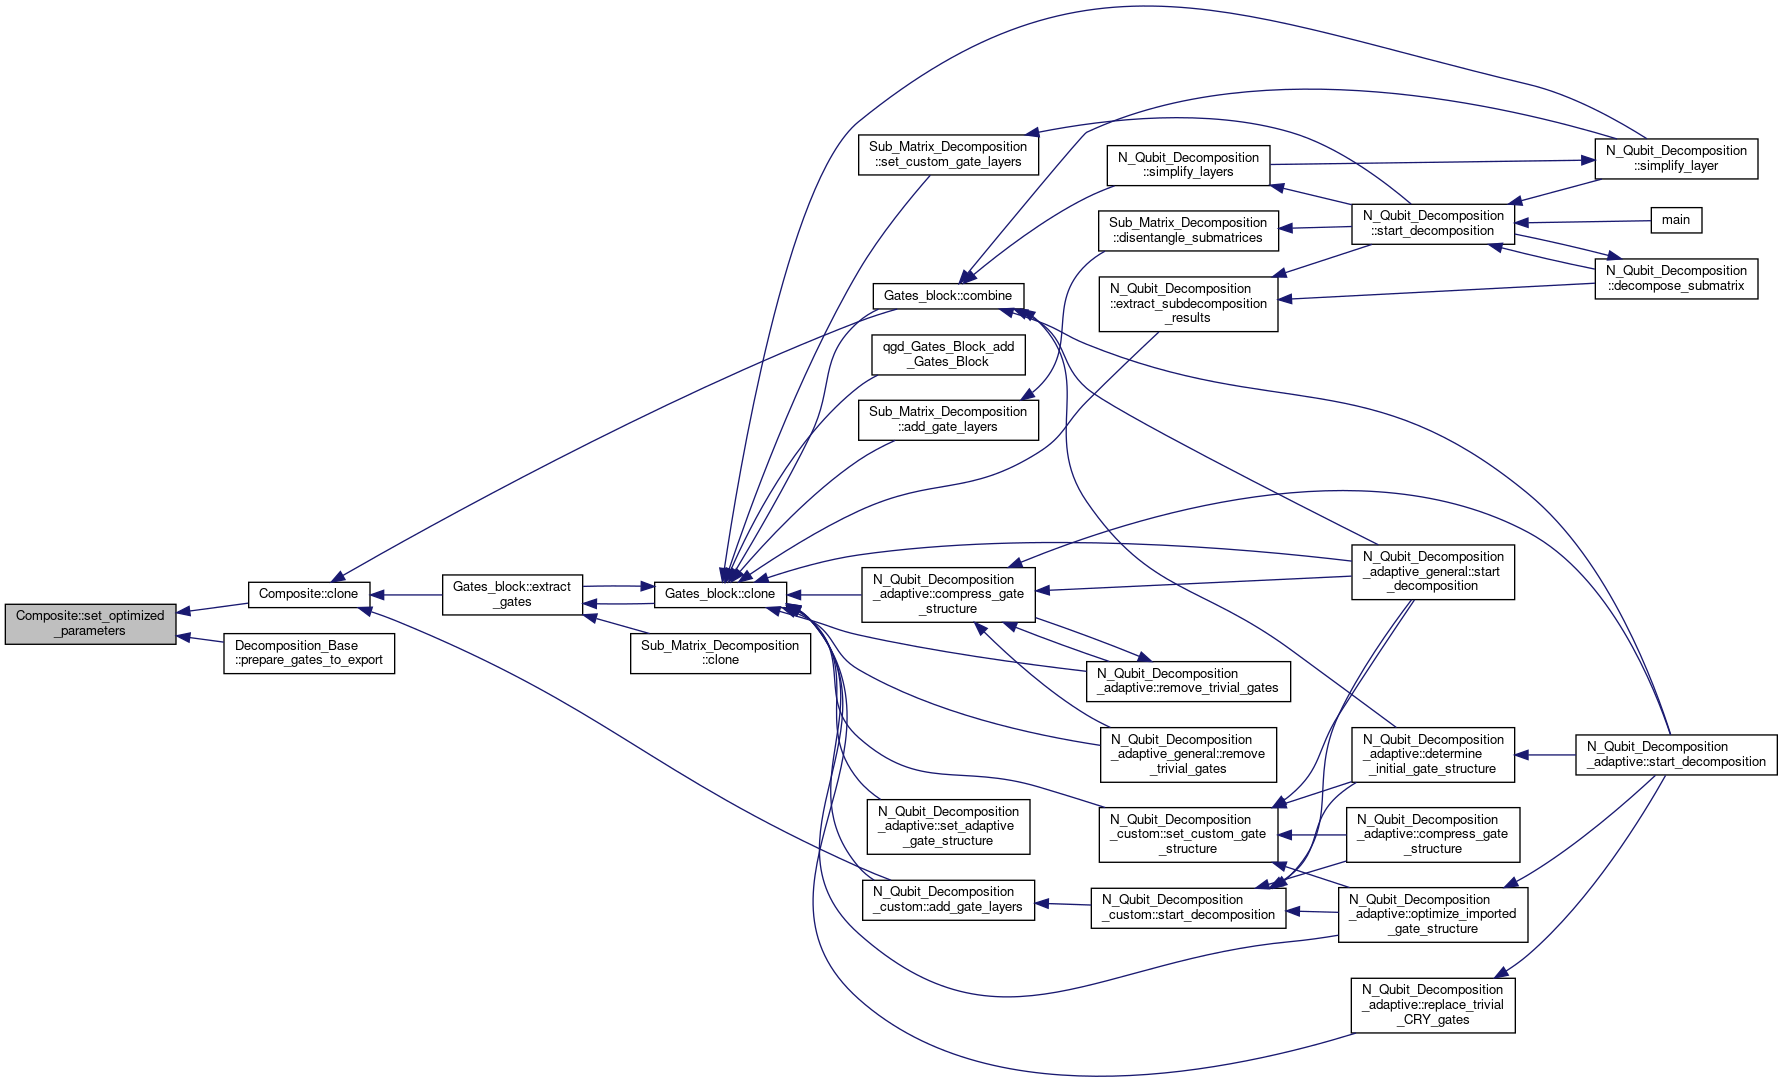 Composite::set_optimized
_parameters
Composite::clone
Decomposition_Base
::prepare_gates_to_export
Gates_block::extract
_gates
Gates_block::clone
Sub_Matrix_Decomposition
::clone
Sub_Matrix_Decomposition
::set_custom_gate_layers
Gates_block::combine
qgd_Gates_Block_add
_Gates_Block
Sub_Matrix_Decomposition
::add_gate_layers
N_Qubit_Decomposition
_adaptive::compress_gate
_structure
N_Qubit_Decomposition
_adaptive::set_adaptive
_gate_structure
N_Qubit_Decomposition
_custom::add_gate_layers
N_Qubit_Decomposition
::simplify_layers
Sub_Matrix_Decomposition
::disentangle_submatrices
N_Qubit_Decomposition
::extract_subdecomposition
_results
N_Qubit_Decomposition
_adaptive::remove_trivial_gates
N_Qubit_Decomposition
_adaptive_general::remove
_trivial_gates
N_Qubit_Decomposition
_custom::set_custom_gate
_structure
N_Qubit_Decomposition
_custom::start_decomposition
N_Qubit_Decomposition
::start_decomposition
N_Qubit_Decomposition
_adaptive_general::start
_decomposition
N_Qubit_Decomposition
_adaptive::determine
_initial_gate_structure
N_Qubit_Decomposition
_adaptive::compress_gate
_structure
N_Qubit_Decomposition
_adaptive::optimize_imported
_gate_structure
N_Qubit_Decomposition
_adaptive::replace_trivial
_CRY_gates
N_Qubit_Decomposition
::simplify_layer
main
N_Qubit_Decomposition
::decompose_submatrix
N_Qubit_Decomposition
_adaptive::start_decomposition